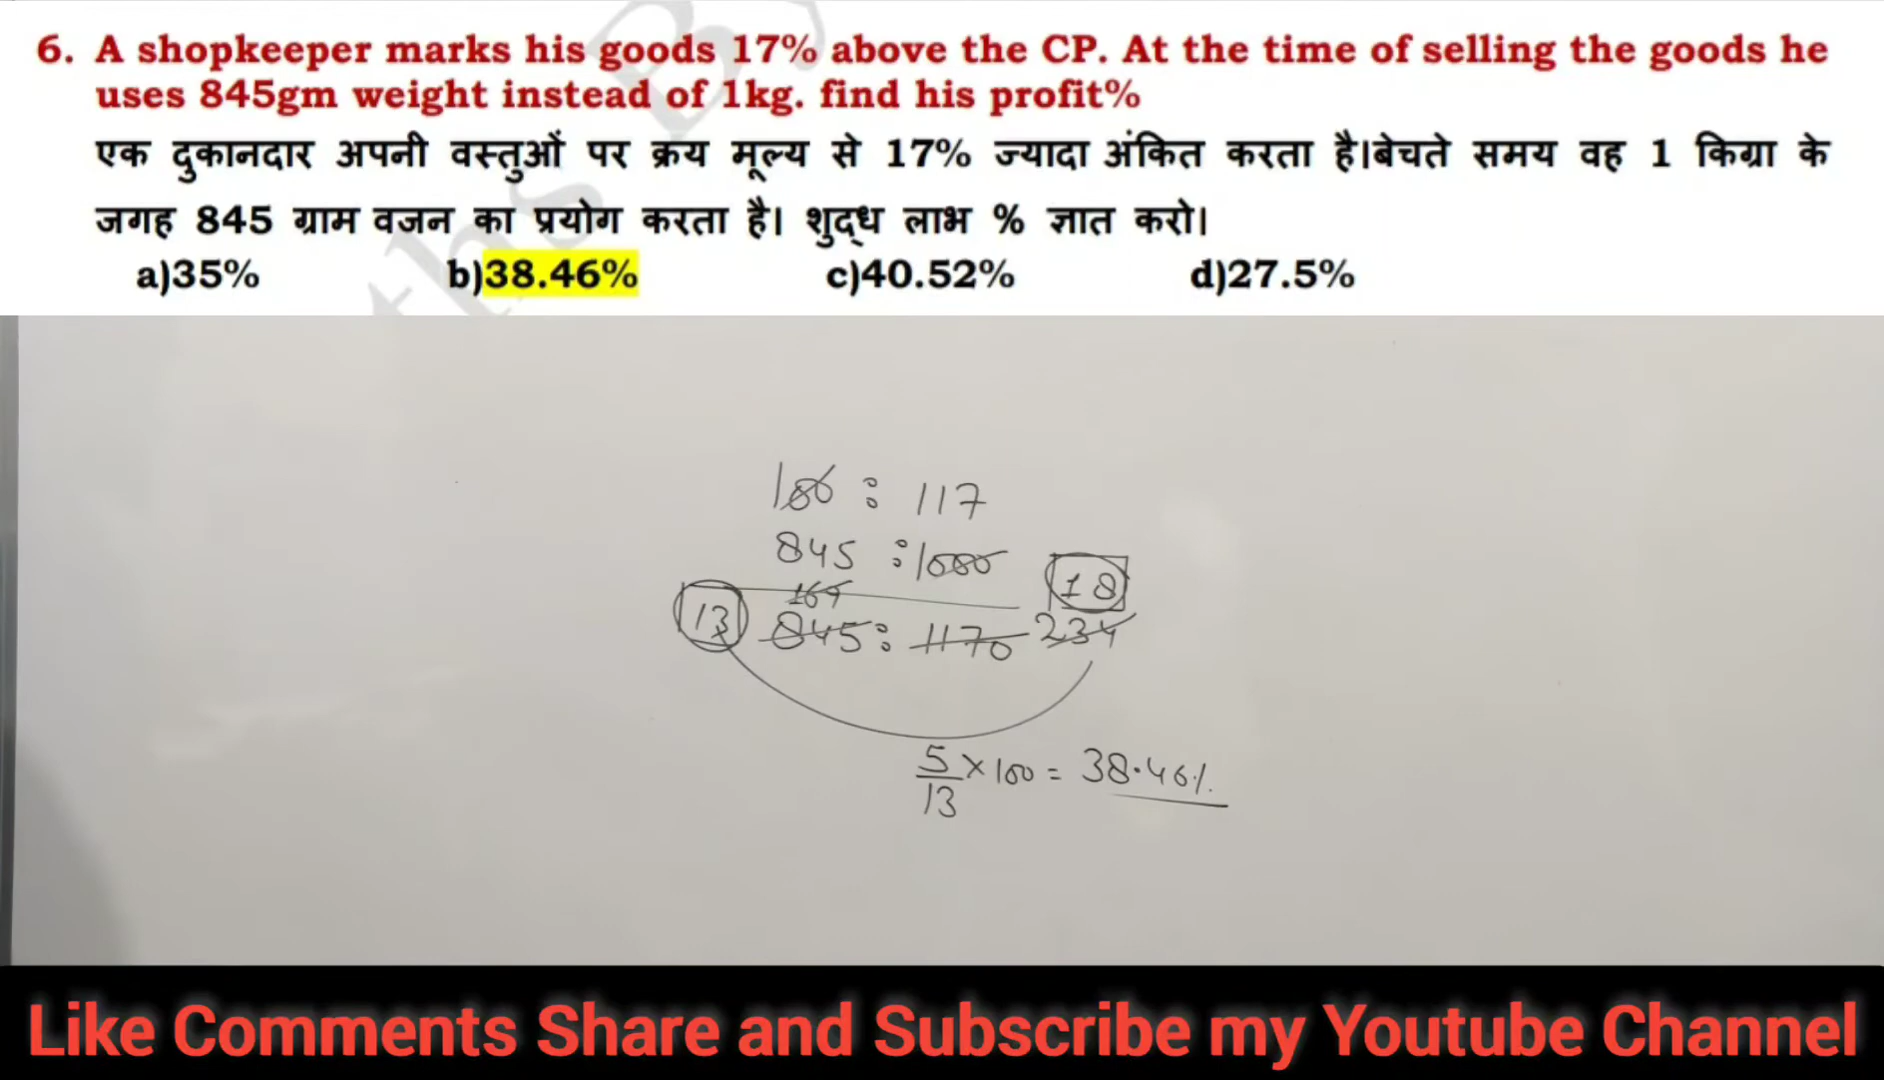 6. A shopkeeper marks his goods 17% above the CP. At the time of selling the goods he
uses 845gm weight instead of 1kg. find his profit%
एक दुकानदार अपनी वस्तुओं पर क्रय मूल्य से 17% ज्यादा अंकित करता है।बेचते समय वह 1 किग्रा के
जगह 845 ग्राम वजन का प्रयोग करता है। शुद्ध लाभ % ज्ञात करो।
a)35% b)38.46% c)40.52% d)27.5%
100 : 117
845 : 1000
169 18
13 845 : 1170 234
5/13 × 100 = 38.46%
Like Comments Share and Subscribe my Youtube Channel